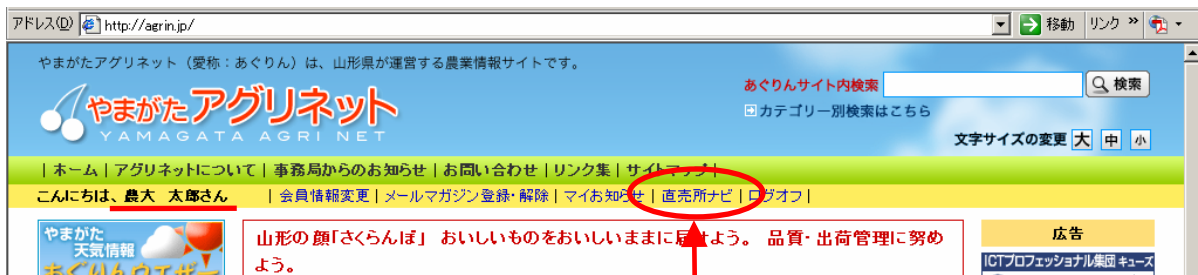 アドレス(D) http://agrin.jp/ 移動 リンク »
やまがたアグリネット（愛称：あぐりん）は、山形県が運営する農業情報サイトです。
あぐりんサイト内検索 検索
やまがたアグリネット
YAMAGATA AGRI NET
カテゴリー別検索はこちら
文字サイズの変更 大 中 小
|ホーム|アグリネットについて|事務局からのお知らせ|お問い合わせ|リンク集|サイトマップ|
こんにちは、農大 太郎さん |会員情報変更|メールマガジン登録・解除|マイお知らせ|直売所ナビ|ログオフ|
やまがた
天気情報
あぐりんウェザー
山形の顔「さくらんぼ」 おいしいものをおいしいままに届けよう。 品質・出荷管理に努め
よう。
広告
ICTプロフェッショナル集団 キューズ